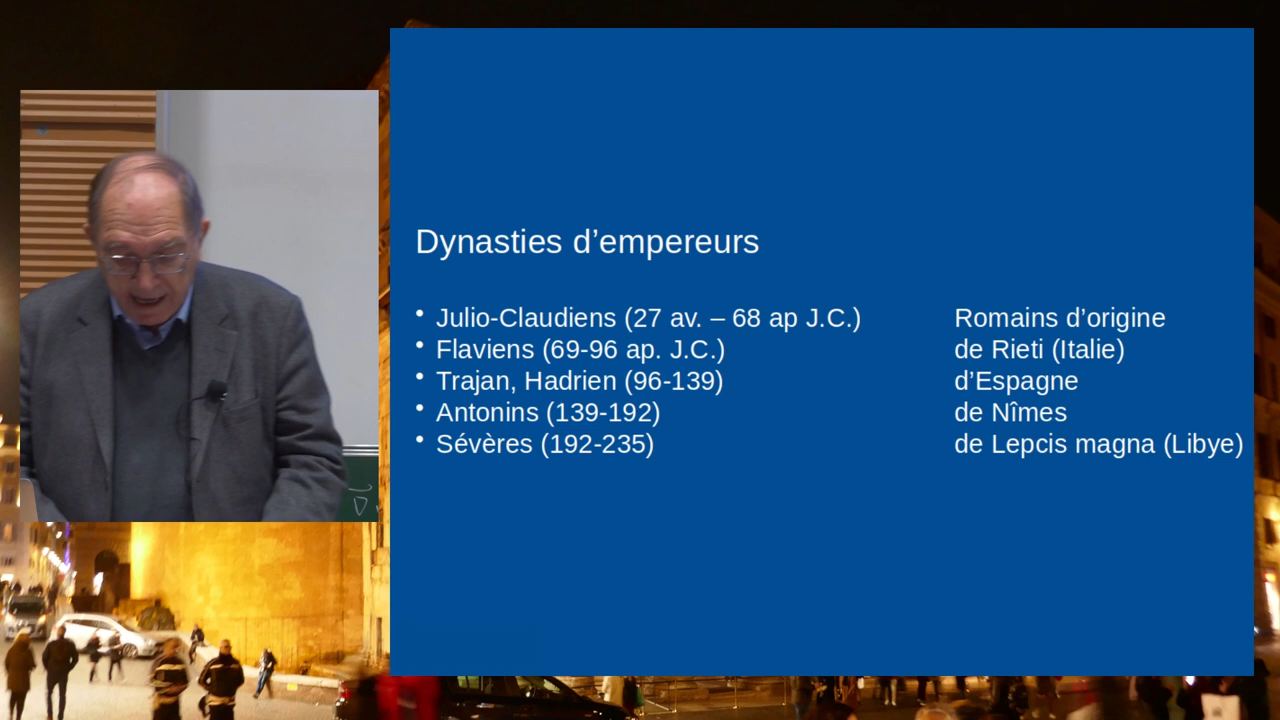 Dynasties d’empereurs
• Julio-Claudiens (27 av. – 68 ap J.C.) Romains d’origine
• Flaviens (69-96 ap. J.C.) de Rieti (Italie)
• Trajan, Hadrien (96-139) d’Espagne
• Antonins (139-192) de Nîmes
• Sévères (192-235) de Lepcis magna (Libye)